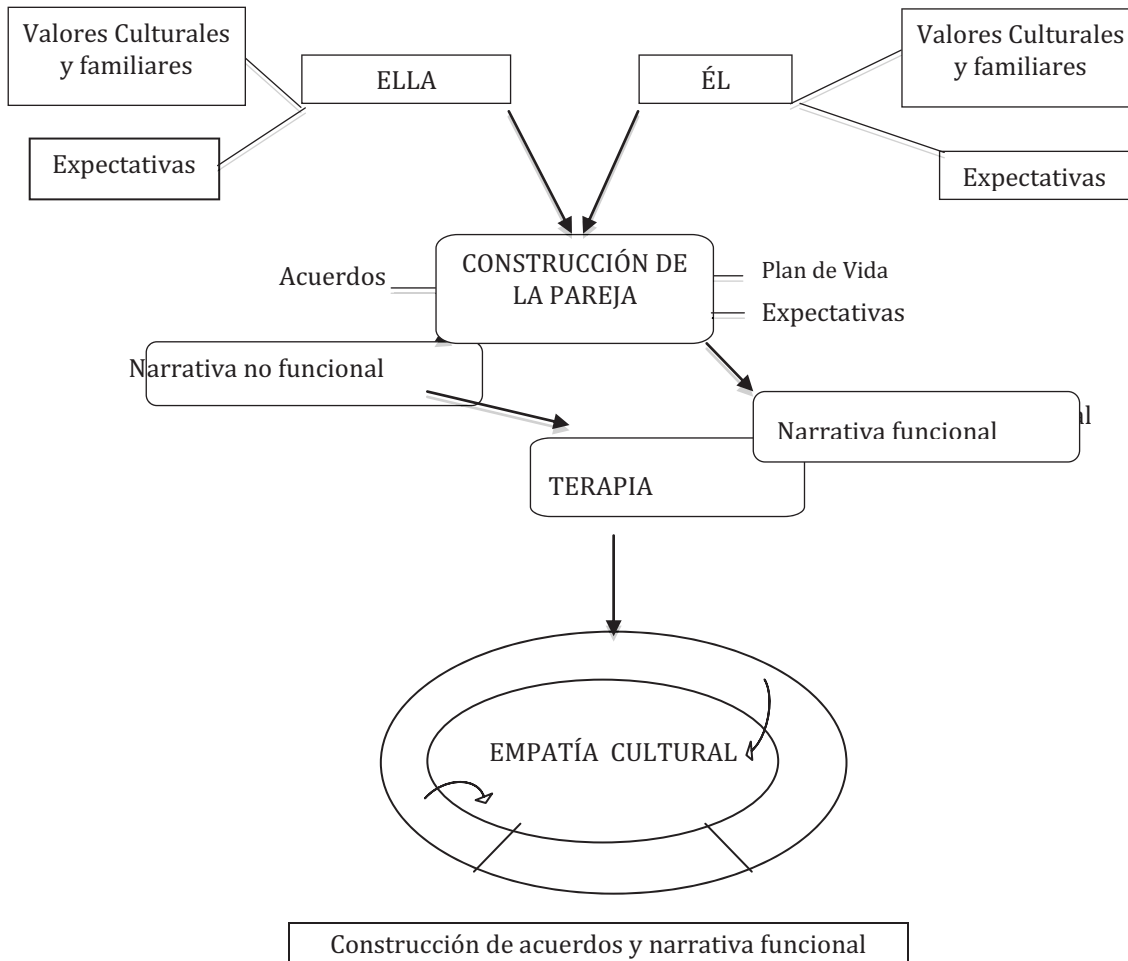 Valores Culturales
y familiares
ELLA
ÉL
Valores Culturales
y familiares
Expectativas
Expectativas
CONSTRUCCIÓN DE
LA PAREJA
Acuerdos
Plan de Vida
Expectativas
Narrativa no funcional
Narrativa funcional
TERAPIA
EMPATÍA CULTURAL
Construcción de acuerdos y narrativa funcional